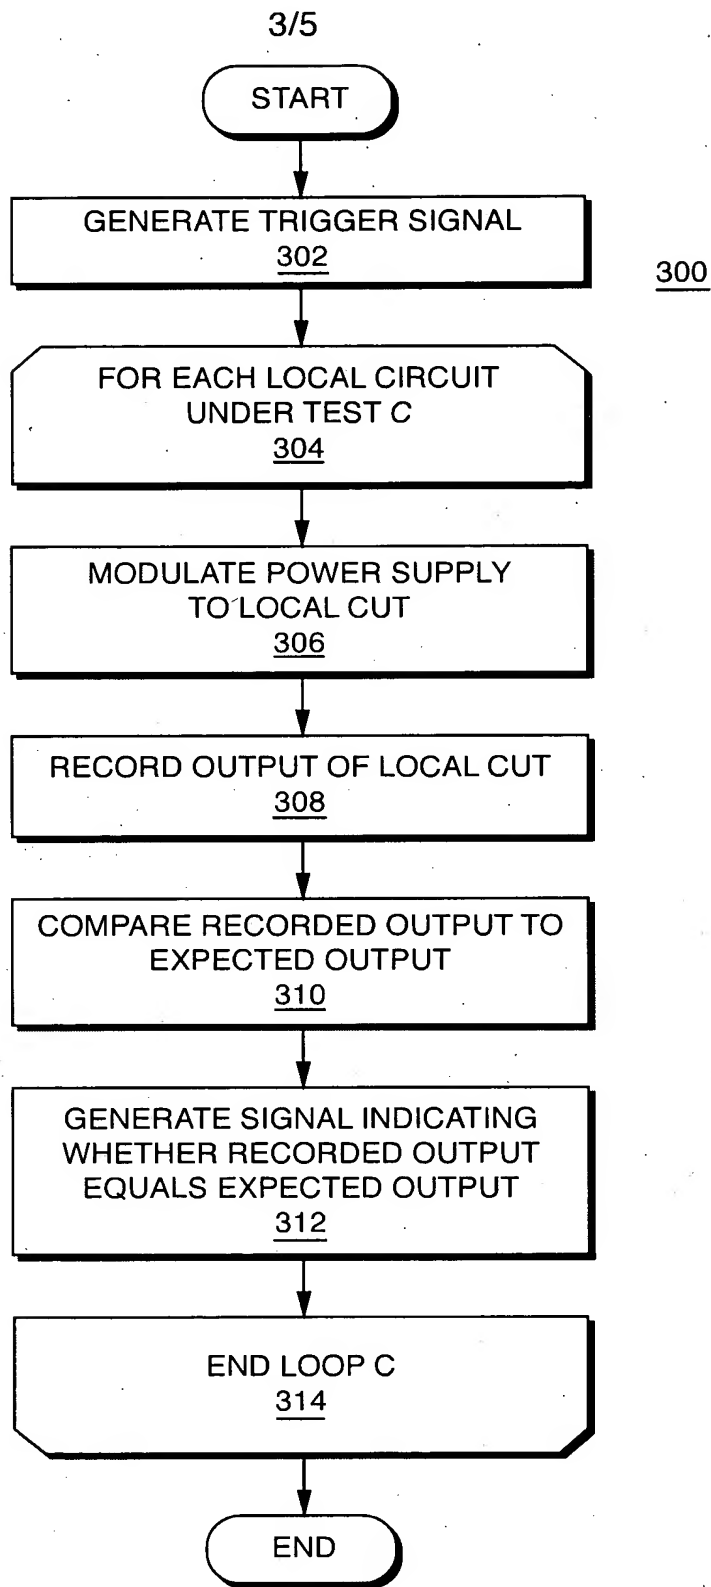 3/5
START
GENERATE TRIGGER SIGNAL
302
300
FOR EACH LOCAL CIRCUIT
UNDER TEST C
304
MODULATE POWER SUPPLY
TO LOCAL CUT
306
RECORD OUTPUT OF LOCAL CUT
308
COMPARE RECORDED OUTPUT TO
EXPECTED OUTPUT
310
GENERATE SIGNAL INDICATING
WHETHER RECORDED OUTPUT
EQUALS EXPECTED OUTPUT
312
END LOOP C
314
END